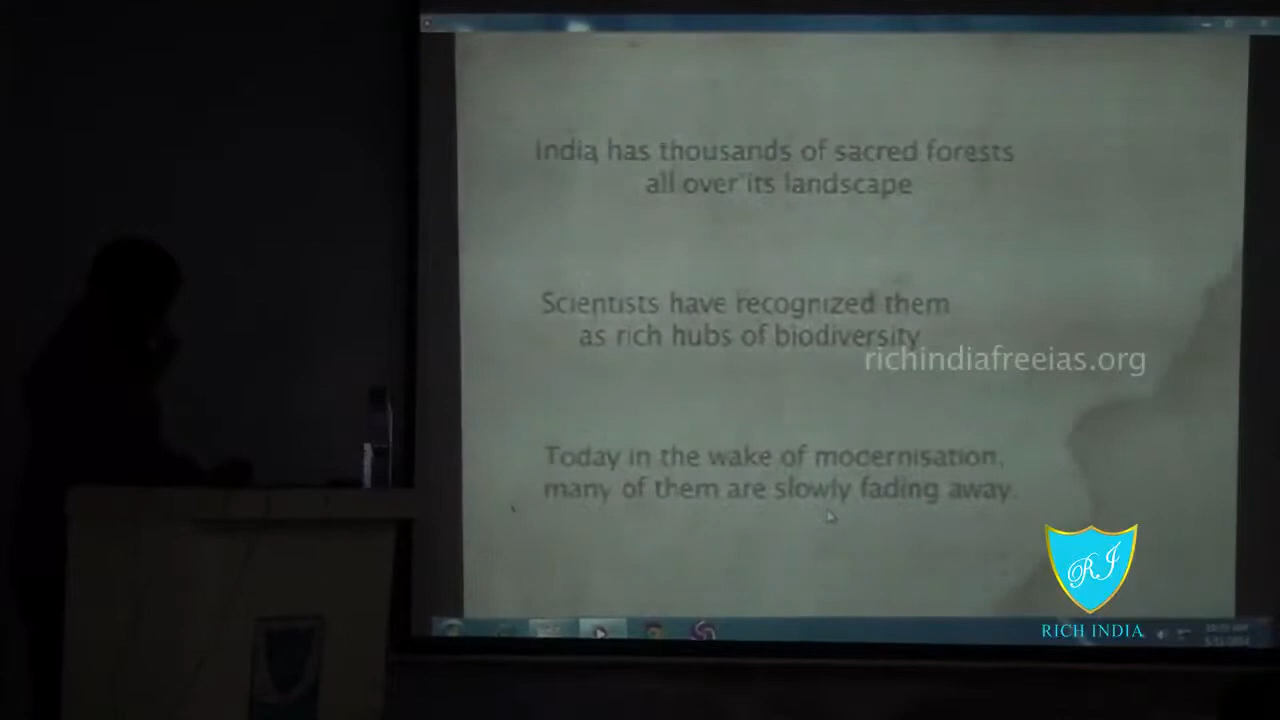 India has thousands of sacred forests
all over its landscape
Scientists have recognized them
as rich hubs of biodiversity
richindiafreeias.org
Today in the wake of modernisation,
many of them are slowly fading away.
RJ
RICH INDIA